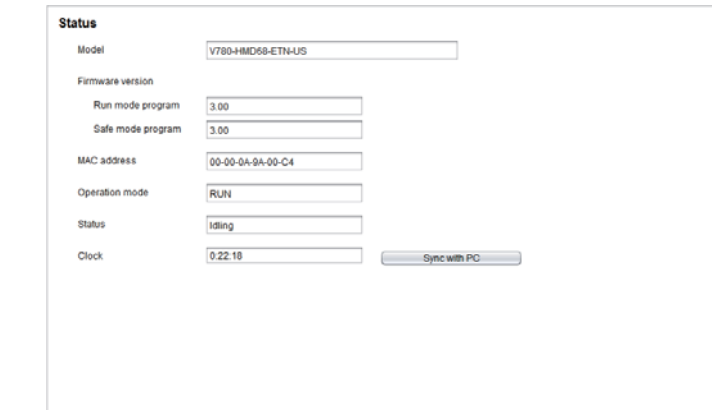 Status
Model V780-HMD68-ETN-US
Firmware version
Run mode program 3.00
Safe mode program 3.00
MAC address 00-00-0A-9A-00-C4
Operation mode RUN
Status Idling
Clock 0:22:18 Sync with PC